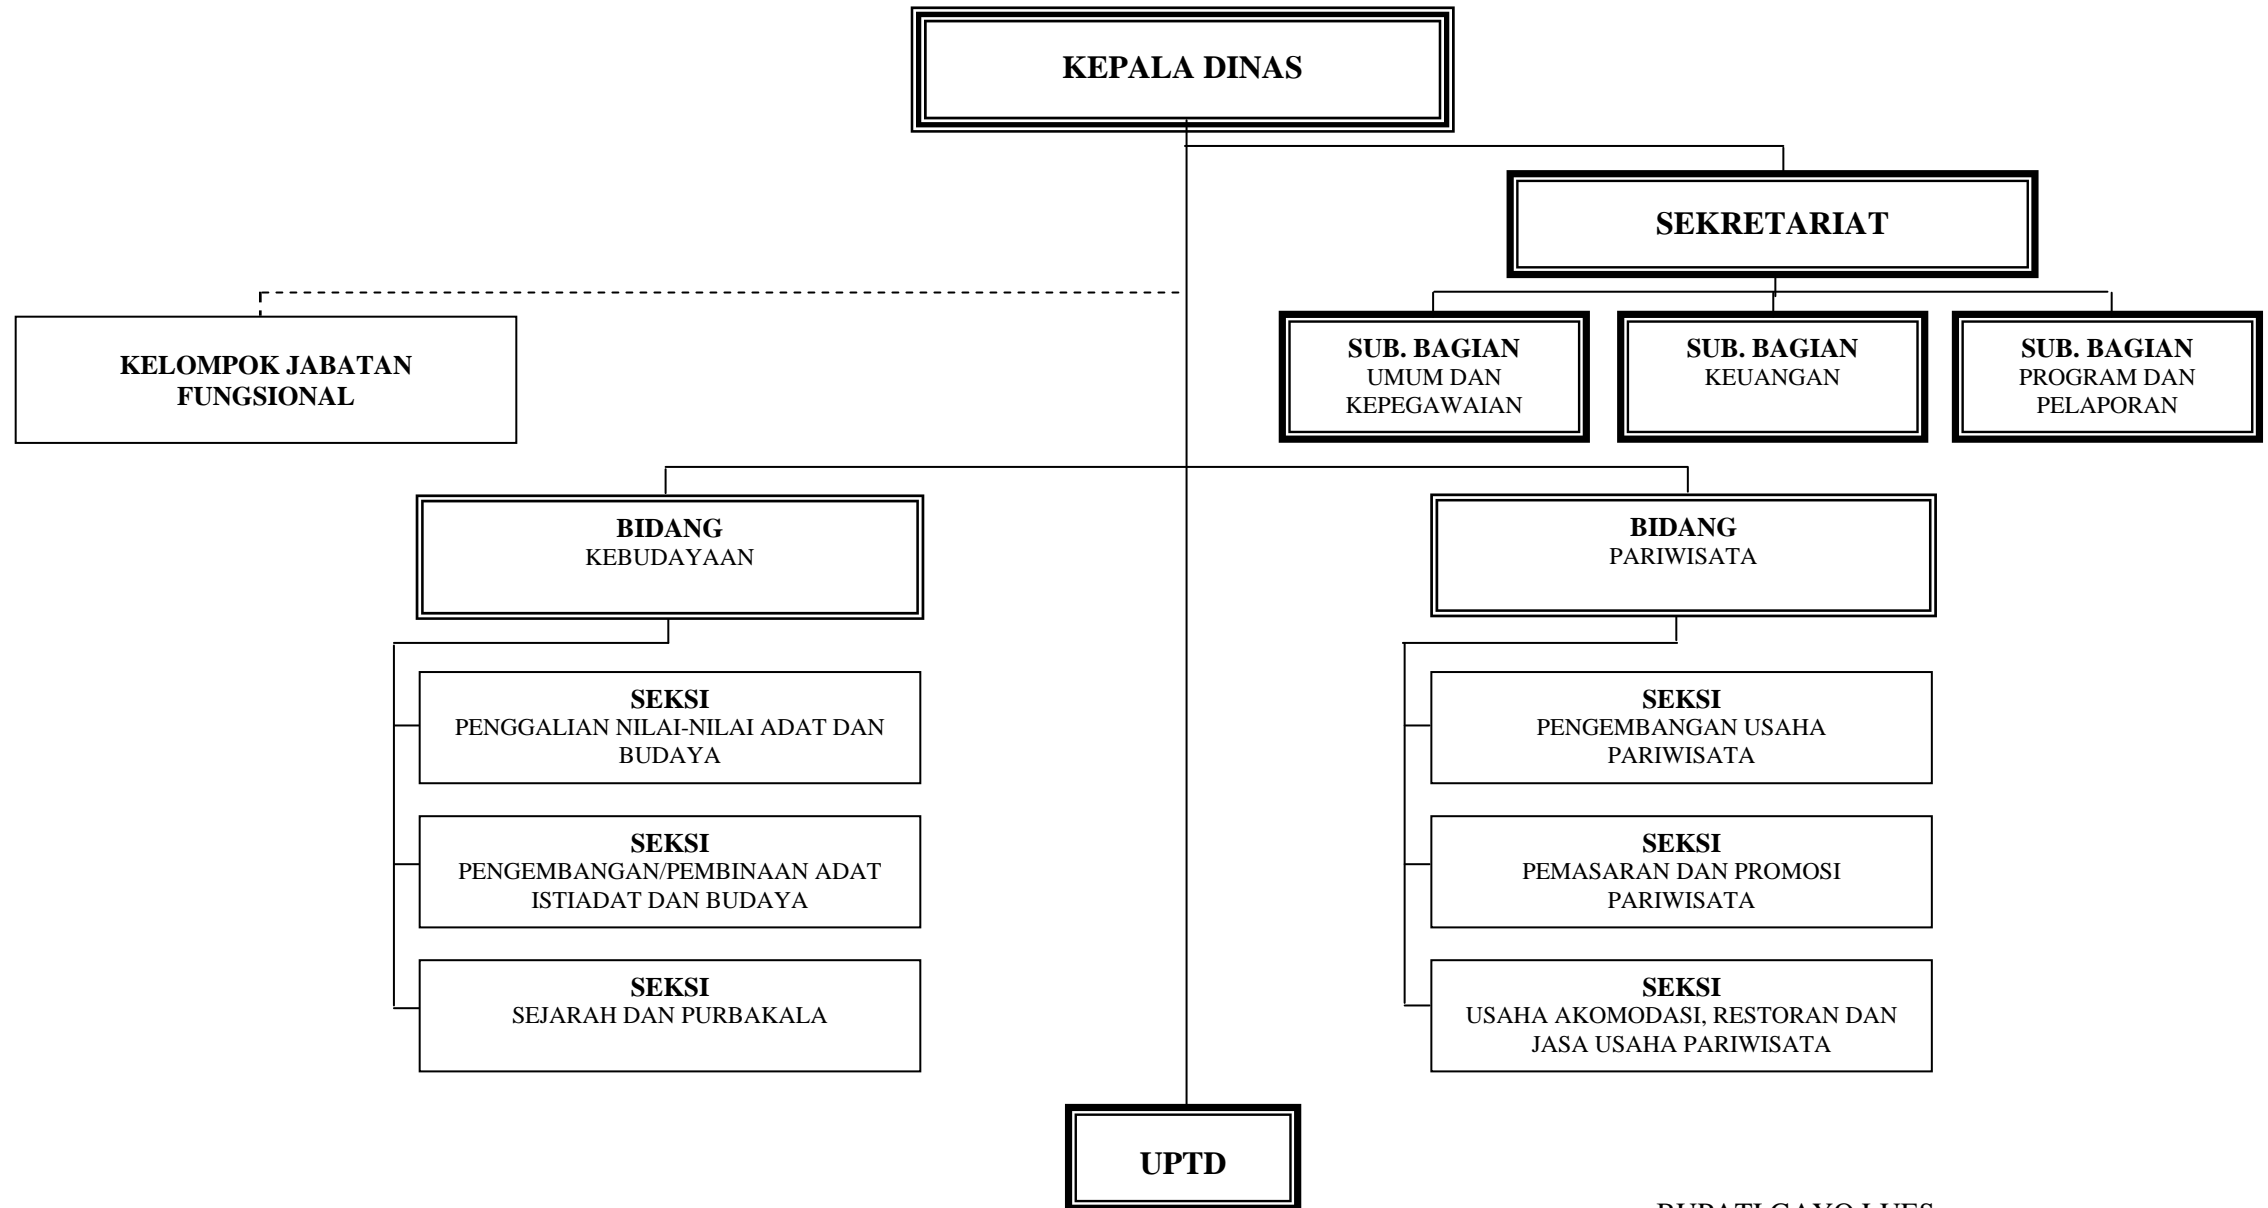 KEPALA DINAS
SEKRETARIAT
KELOMPOK JABATAN
FUNGSIONAL
SUB. BAGIAN
UMUM DAN
KEPEGAWAIAN
SUB. BAGIAN
KEUANGAN
SUB. BAGIAN
PROGRAM DAN
PELAPORAN
BIDANG
KEBUDAYAAN
SEKSI
PENGGALIAN NILAI-NILAI ADAT DAN
BUDAYA
SEKSI
PENGEMBANGAN/PEMBINAAN ADAT
ISTIADAT DAN BUDAYA
SEKSI
SEJARAH DAN PURBAKALA
BIDANG
PARIWISATA
SEKSI
PENGEMBANGAN USAHA
PARIWISATA
SEKSI
PEMASARAN DAN PROMOSI
PARIWISATA
SEKSI
USAHA AKOMODASI, RESTORAN DAN
JASA USAHA PARIWISATA
UPTD
BUPATI GAYO LUES